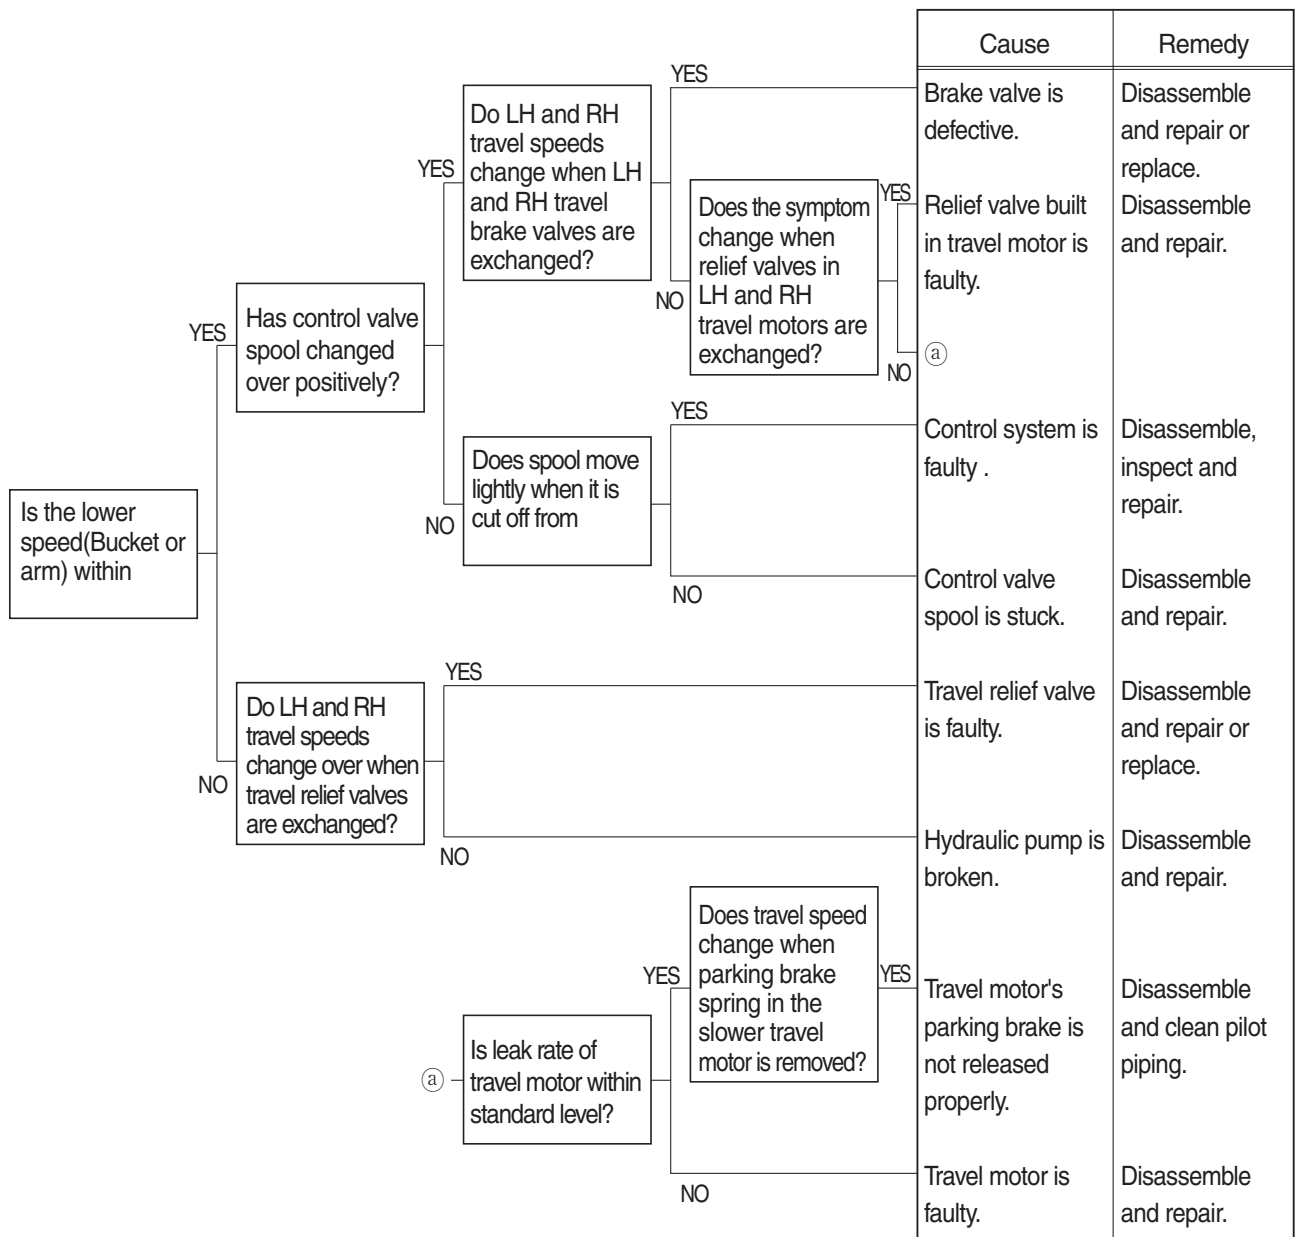 Cause
Remedy
YES
Do LH and RH
travel speeds
change when LH
and RH travel
brake valves are
exchanged?
YES
Brake valve is
defective.
Disassemble
and repair or
replace.
Does the symptom
change when
relief valves in
LH and RH
travel motors are
exchanged?
YES
NO
Relief valve built
in travel motor is
faulty.
Disassemble
and repair.
YES
Has control valve
spool changed
over positively?
NO
ⓐ
YES
Does spool move
lightly when it is
cut off from
NO
Control system is
faulty .
Disassemble,
inspect and
repair.
Is the lower
speed(Bucket or
arm) within
NO
Control valve
spool is stuck.
Disassemble
and repair.
YES
Do LH and RH
travel speeds
change over when
travel relief valves
are exchanged?
NO
Travel relief valve
is faulty.
Disassemble
and repair or
replace.
NO
Hydraulic pump is
broken.
Disassemble
and repair.
Does travel speed
change when
parking brake
spring in the
slower travel
motor is removed?
YES
YES
Travel motor's
parking brake is
not released
properly.
Disassemble
and clean pilot
piping.
ⓐ
Is leak rate of
travel motor within
standard level?
NO
Travel motor is
faulty.
Disassemble
and repair.